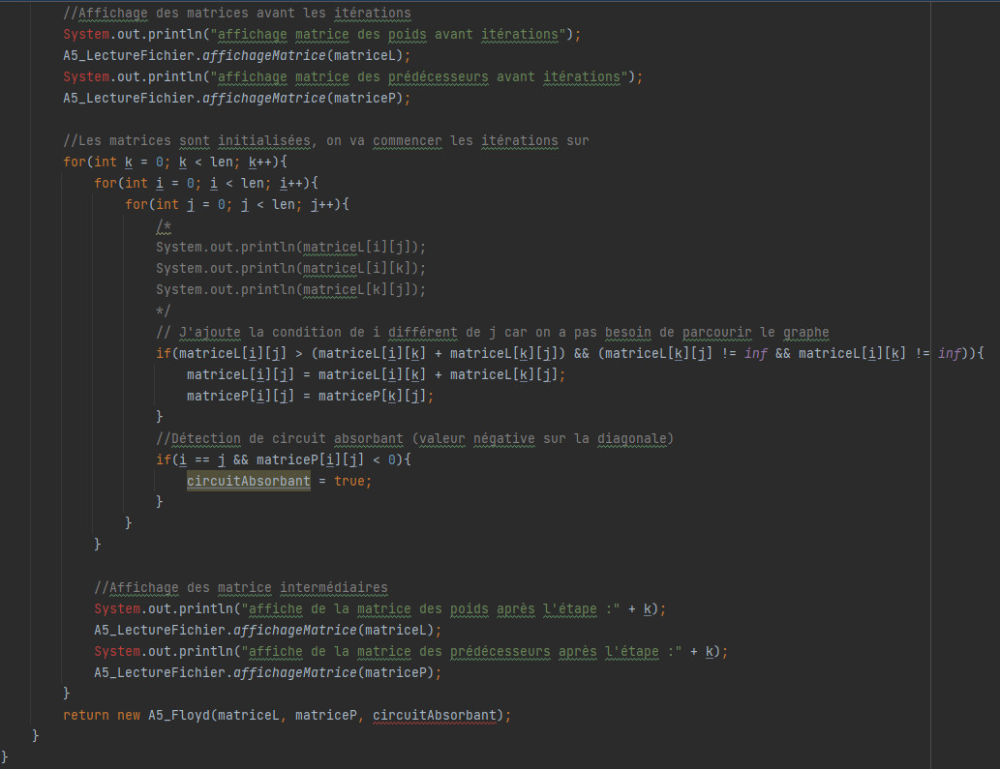 //Affichage des matrices avant les itérations
System.out.println("affichage matrice des poids avant itérations");
A5_LectureFichier.affichageMatrice(matriceL);
System.out.println("affichage matrice des prédécesseurs avant itérations");
A5_LectureFichier.affichageMatrice(matriceP);
//Les matrices sont initialisées, on va commencer les itérations sur
for(int k = 0; k < len; k++){
for(int i = 0; i < len; i++){
for(int j = 0; j < len; j++){
/*
System.out.println(matriceL[i][j]);
System.out.println(matriceL[i][k]);
System.out.println(matriceL[k][j]);
*/
// J'ajoute la condition de i différent de j car on a pas besoin de parcourir le graphe
if(matriceL[i][j] > (matriceL[i][k] + matriceL[k][j]) && (matriceL[k][j] != inf && matriceL[i][k] != inf)){
matriceL[i][j] = matriceL[i][k] + matriceL[k][j];
matriceP[i][j] = matriceP[k][j];
}
//Détection de circuit absorbant (valeur négative sur la diagonale)
if(i == j && matriceP[i][j] < 0){
circuitAbsorbant = true;
}
}
}
//Affichage des matrice intermédiaires
System.out.println("affiche de la matrice des poids après l'étape :" + k);
A5_LectureFichier.affichageMatrice(matriceL);
System.out.println("affiche de la matrice des prédécesseurs après l'étape :" + k);
A5_LectureFichier.affichageMatrice(matriceP);
}
return new A5_Floyd(matriceL, matriceP, circuitAbsorbant);
}
}